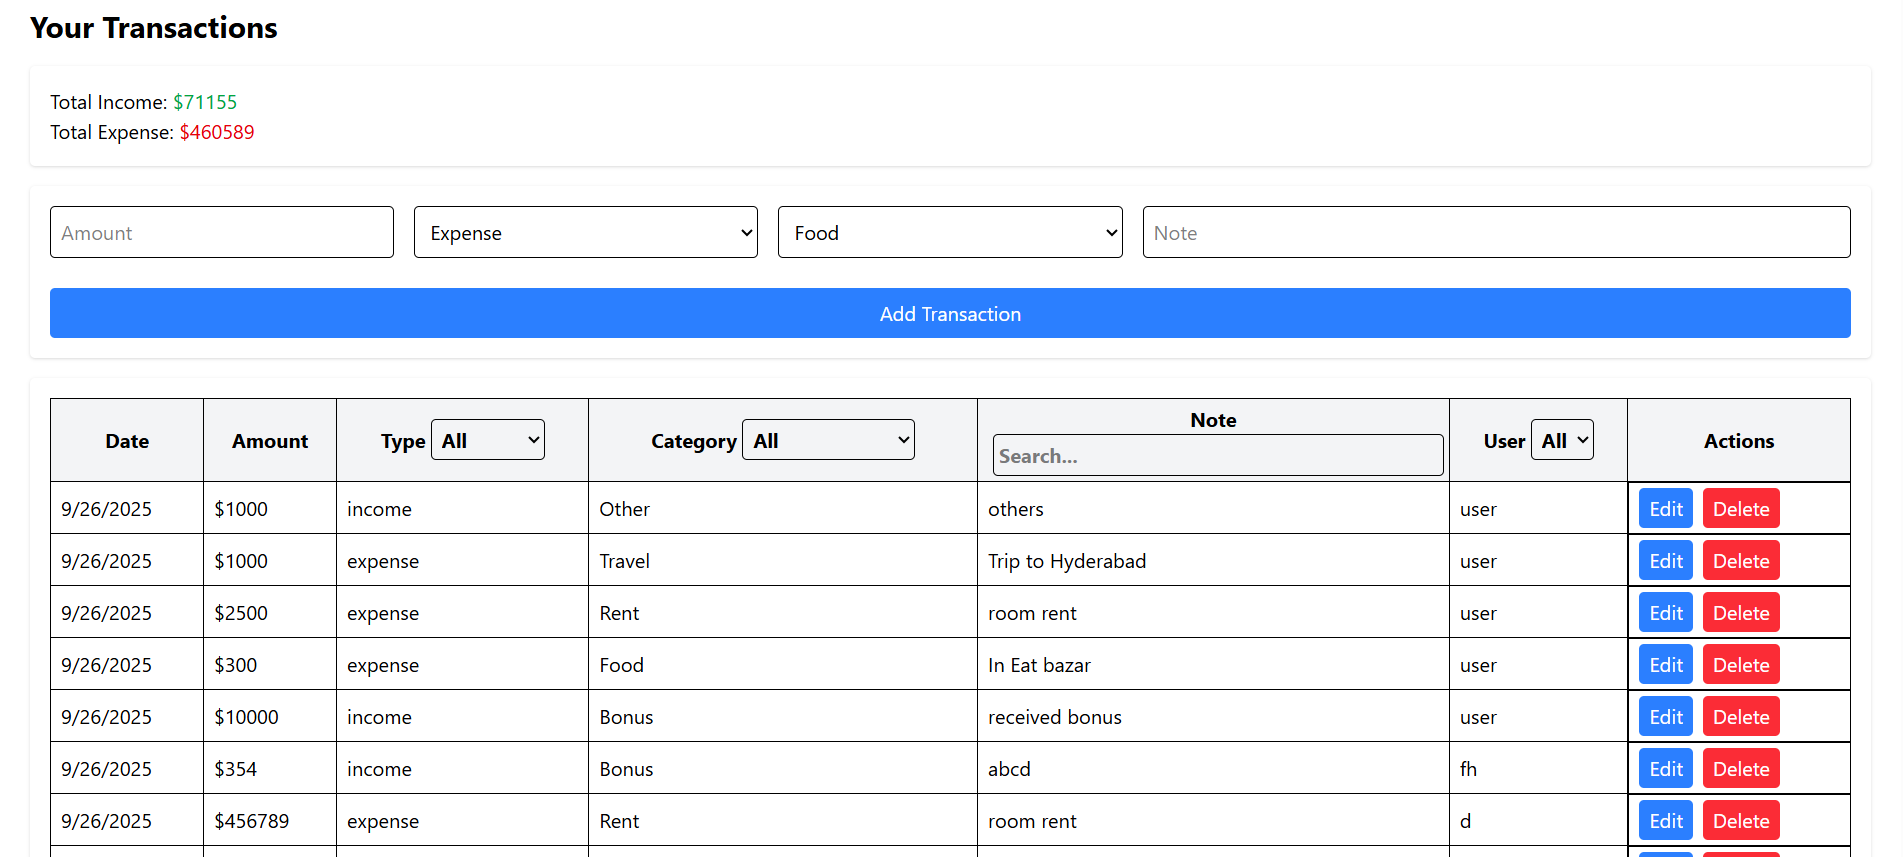 Your Transactions
Total Income: $71155
Total Expense: $460589
Amount Expense Food Note
Add Transaction
Date Amount Type All Category All Note Search... User All Actions
9/26/2025 $1000 income Other others user Edit Delete
9/26/2025 $1000 expense Travel Trip to Hyderabad user Edit Delete
9/26/2025 $2500 expense Rent room rent user Edit Delete
9/26/2025 $300 expense Food In Eat bazar user Edit Delete
9/26/2025 $10000 income Bonus received bonus user Edit Delete
9/26/2025 $354 income Bonus abcd fh Edit Delete
9/26/2025 $456789 expense Rent room rent d Edit Delete